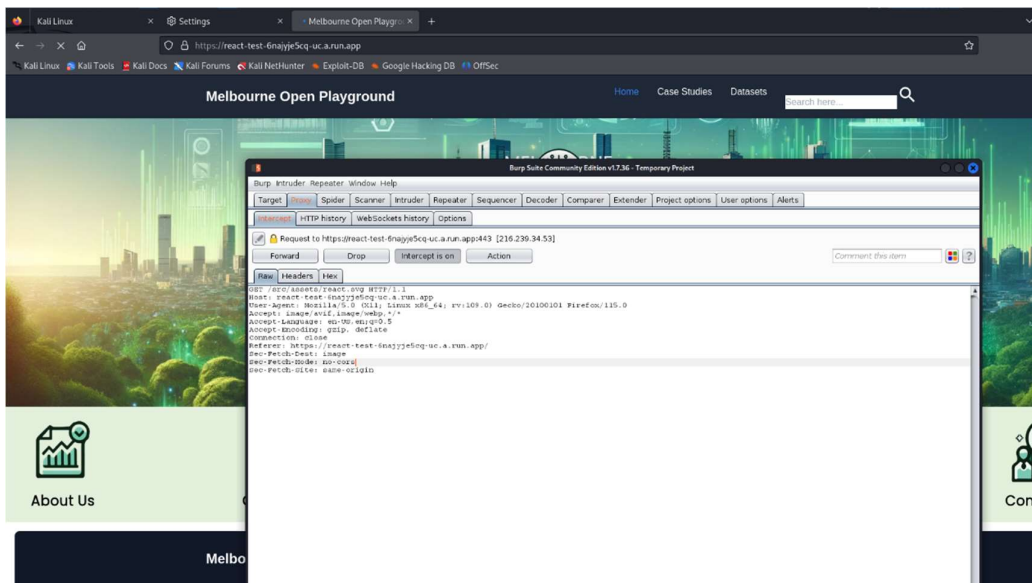 Kali Linux
Settings
Melbourne Open Playgro
https://react-test-6najyje5cq-uc.a.run.app
Kali Linux Kali Tools Kali Docs Kali Forums Kali NetHunter Exploit-DB Google Hacking DB OffSec
Melbourne Open Playground
Home Case Studies Datasets
Search here...
Burp Suite Community Edition v1.7.36 - Temporary Project
Burp Intruder Repeater Window Help
Target Proxy Spider Scanner Intruder Repeater Sequencer Decoder Comparer Extender Project options User options Alerts
Intercept HTTP history WebSockets history Options
Request to https://react-test-6najyje5cq-uc.a.run.app:443 [216.239.34.53]
Forward Drop Intercept is on Action
Comment this item
?
Raw Headers Hex
GET /src/assets/react.svg HTTP/1.1
Host: react-test-6najyje5cq-uc.a.run.app
User-Agent: Mozilla/5.0 (X11; Linux x86_64; rv:109.0) Gecko/20100101 Firefox/115.0
Accept: image/avif,image/webp,*/*
Accept-Language: en-US,en;q=0.5
Accept-Encoding: gzip, deflate
Connection: close
Referer: https://react-test-6najyje5cq-uc.a.run.app/
Sec-Fetch-Dest: image
Sec-Fetch-Mode: no-cors
Sec-Fetch-Site: same-origin
About Us
Con
Melbo